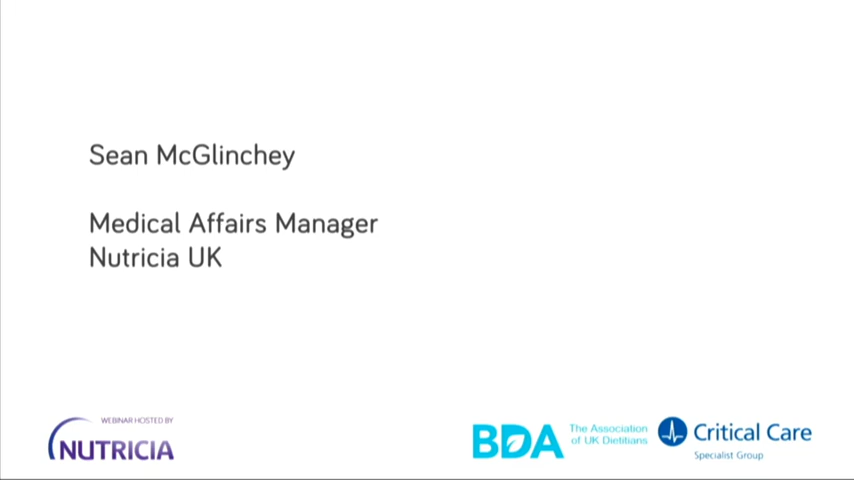 Sean McGlinchey
Medical Affairs Manager
Nutricia UK
WEBINAR HOSTED BY
NUTRICIA
BDA
The Association
of UK Dietitians
Critical Care
Specialist Group